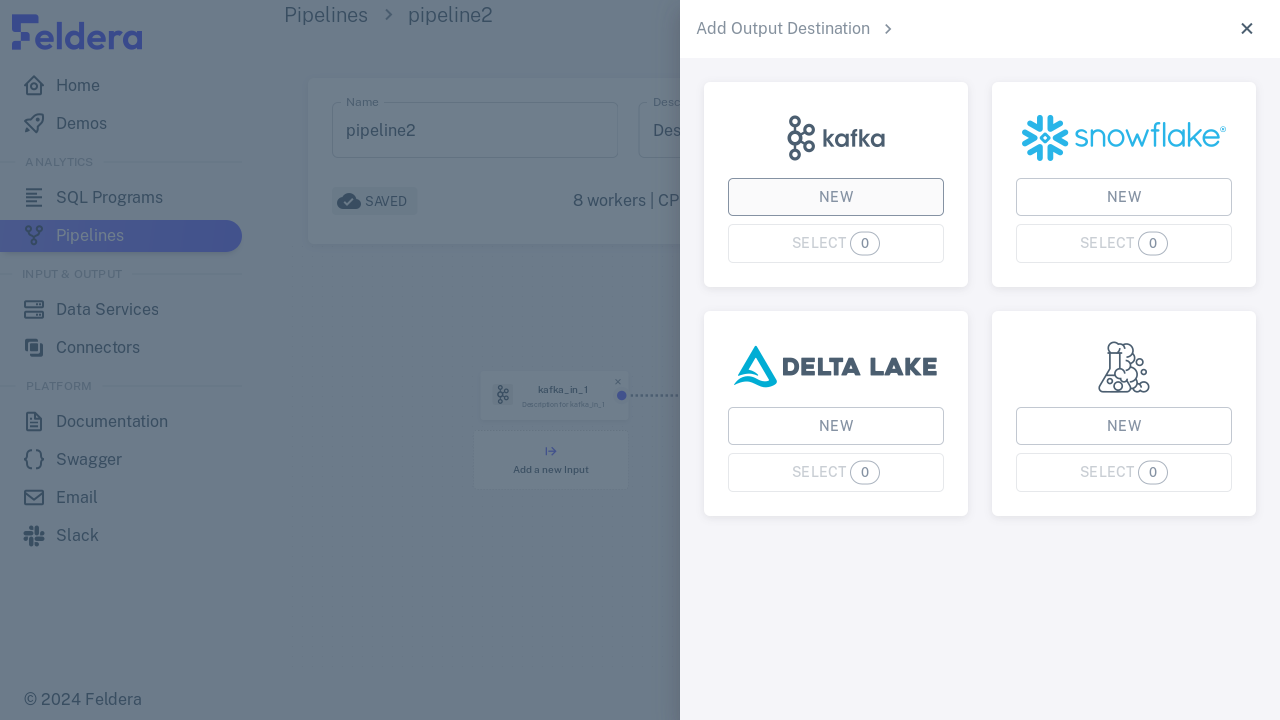 Feldera
Home
Demos
ANALYTICS
SQL Programs
Pipelines
INPUT & OUTPUT
Data Services
Connectors
PLATFORM
Documentation
Swagger
Email
Slack
© 2024 Feldera
Pipelines > pipeline2
Name
pipeline2
Desc
Des
SAVED
8 workers | CP
kafka_in_1
Description for kafka_in_1
Add a new Input
Add Output Destination
kafka
NEW
SELECT 0
snowflake®
NEW
SELECT 0
DELTA LAKE
NEW
SELECT 0
NEW
SELECT 0